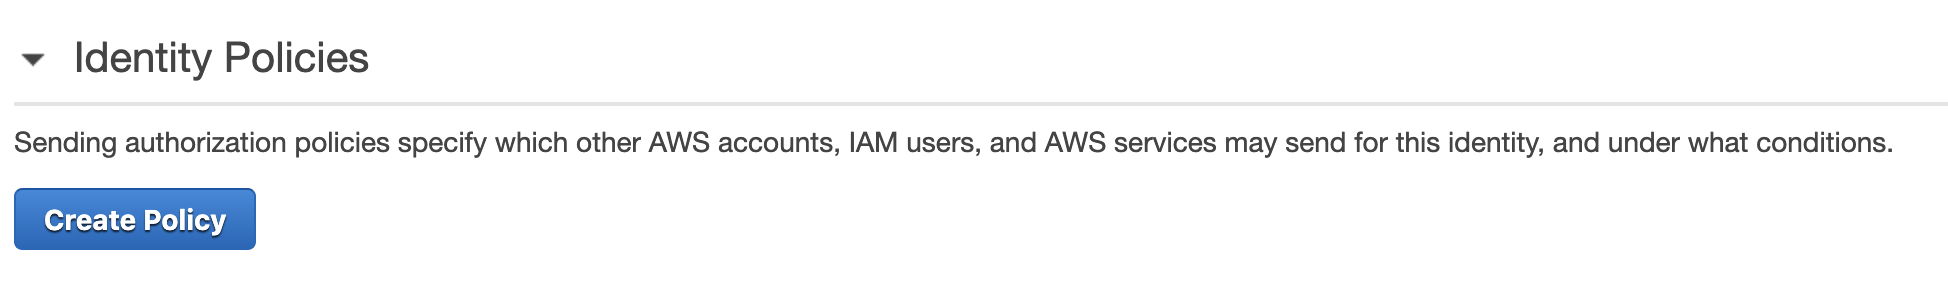 Identity Policies
Sending authorization policies specify which other AWS accounts, IAM users, and AWS services may send for this identity, and under what conditions.
Create Policy